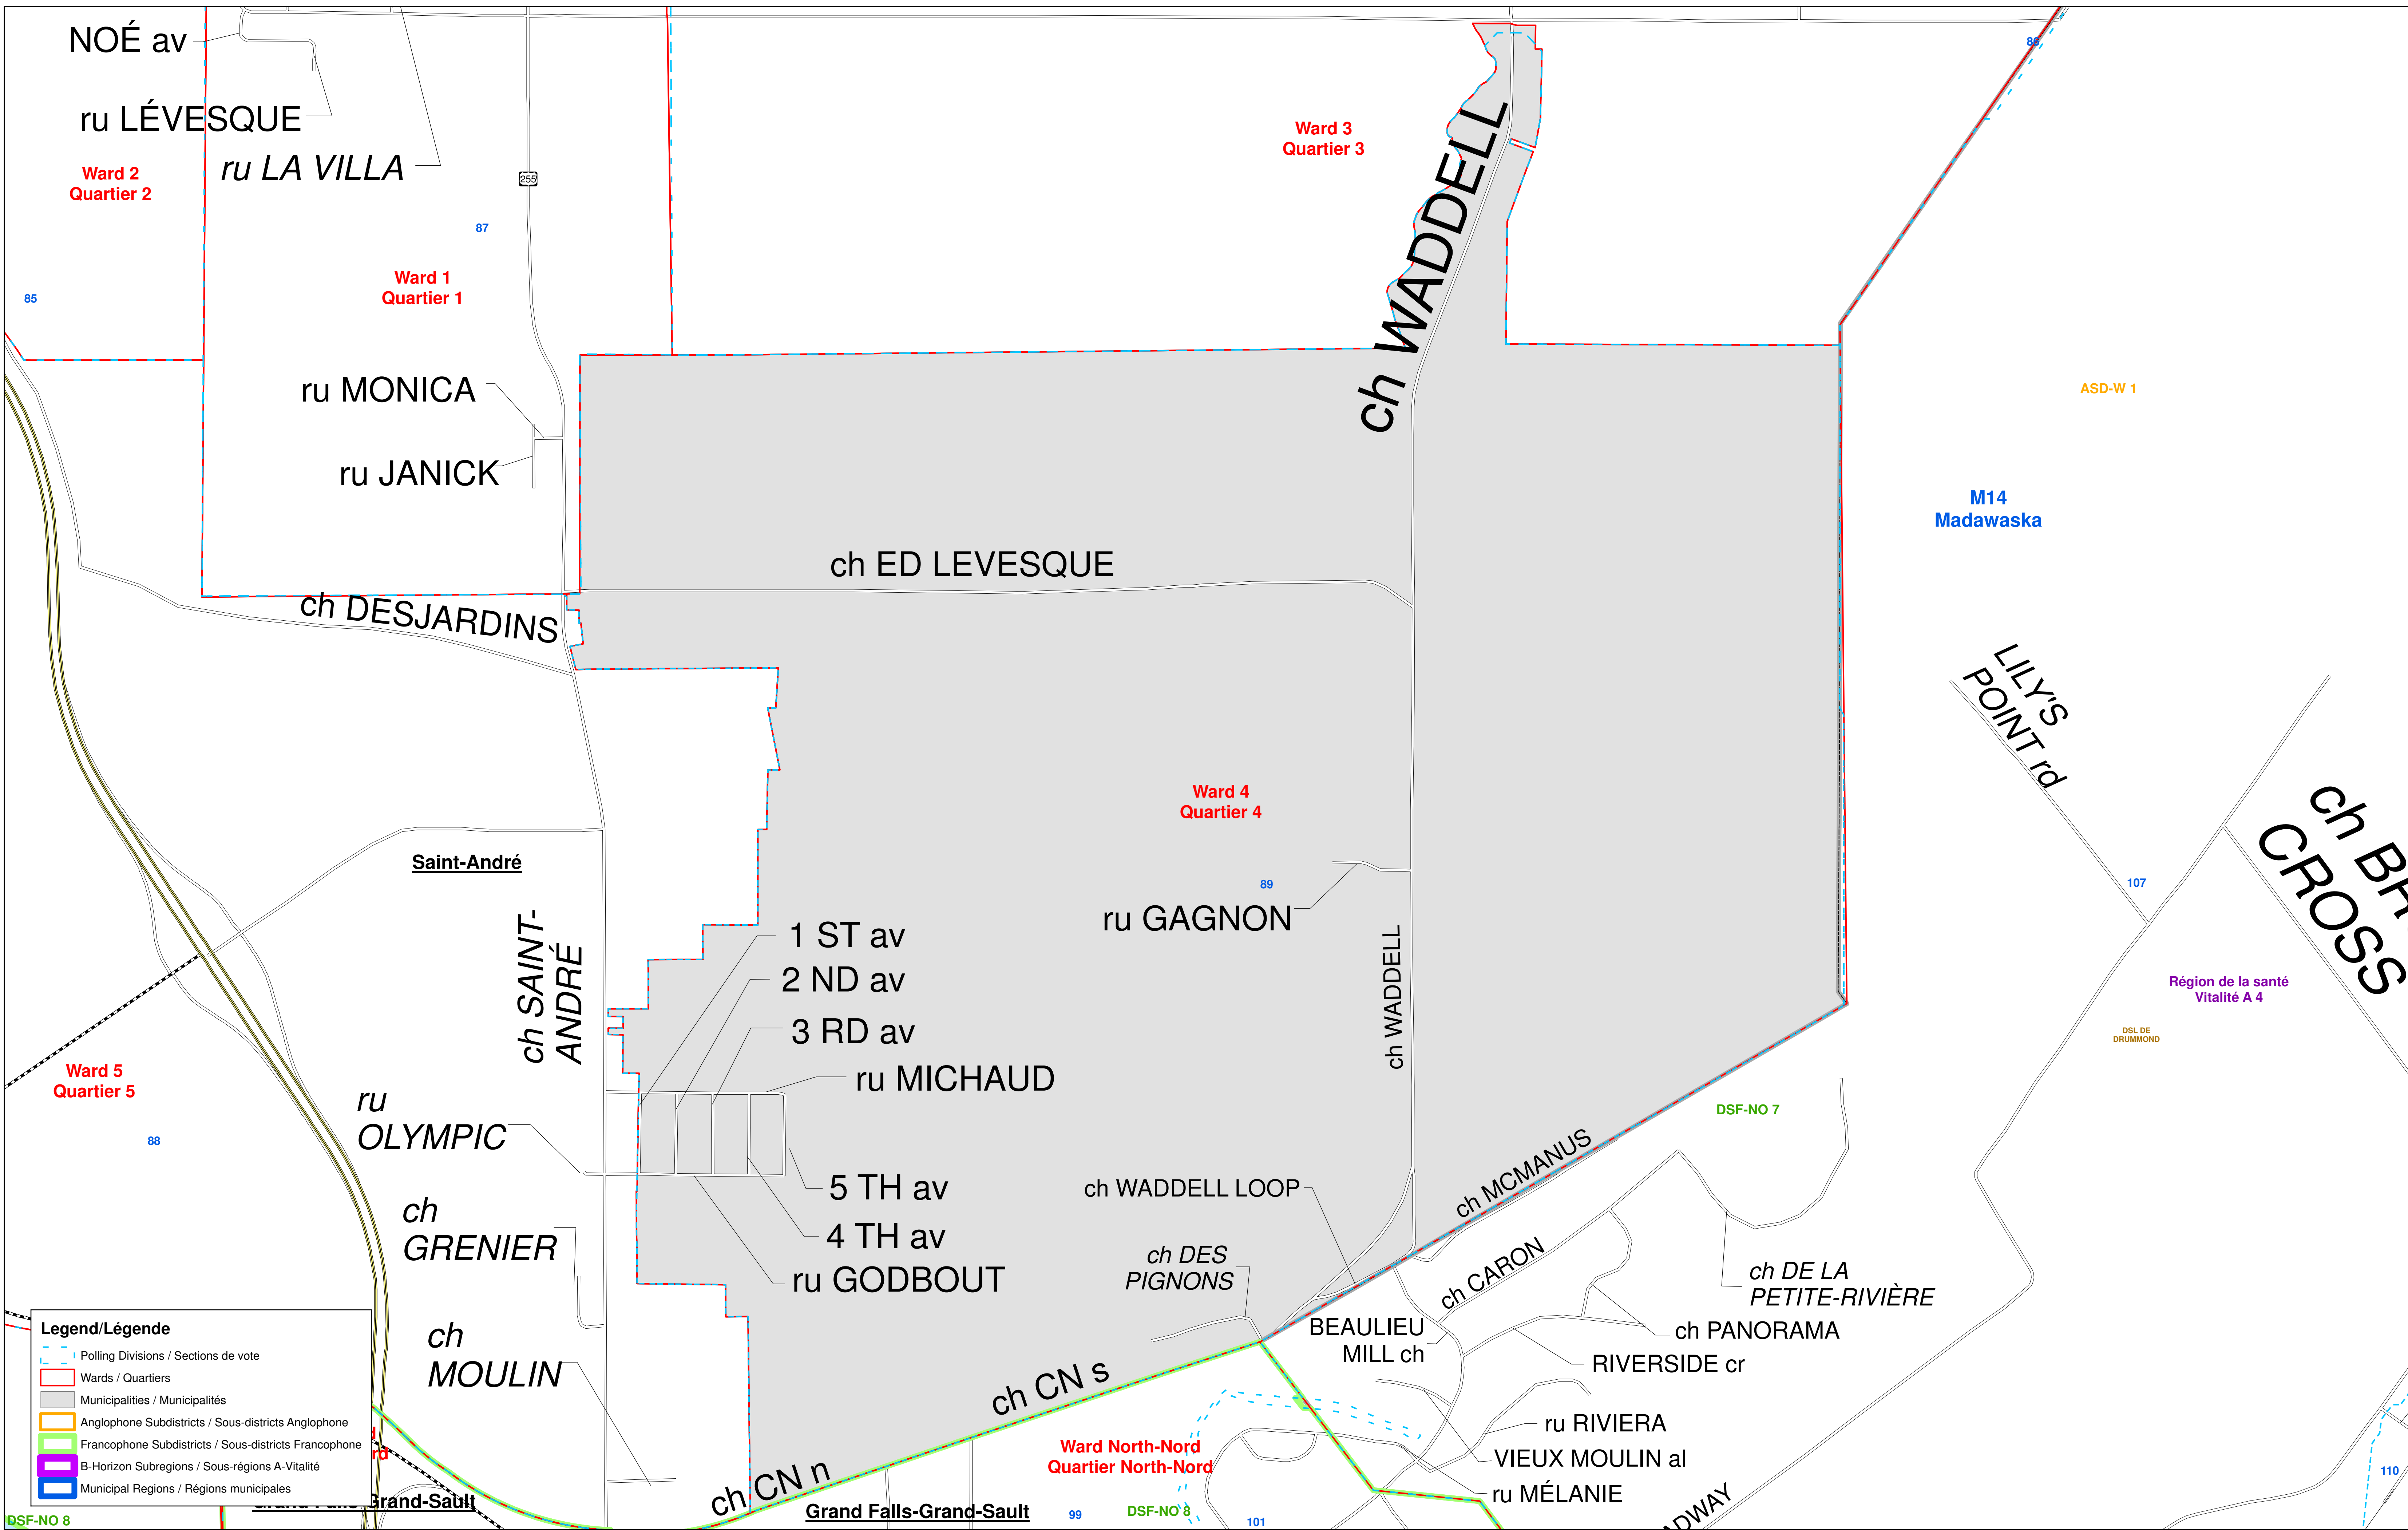 NOÉ av
ru LÉVESQUE
ru LA VILLA
Ward 2
Quartier 2
255
87
Ward 1
Quartier 1
85
ru MONICA
ru JANICK
Ward 3
Quartier 3
ch WADDELL
86
ASD-W 1
M14
Madawaska
ch ED LEVESQUE
ch DESJARDINS
LILY'S
POINT rd
ch BR
CROSS
Ward 4
Quartier 4
89
ru GAGNON
ch WADDELL
107
Région de la santé
Vitalité A 4
DSL DE
DRUMMOND
Saint-André
ch SAINT-
ANDRÉ
1 ST av
2 ND av
3 RD av
ru MICHAUD
Ward 5
Quartier 5
88
ru
OLYMPIC
5 TH av
4 TH av
ru GODBOUT
ch
GRENIER
ch
MOULIN
ch WADDELL LOOP
ch DES
PIGNONS
ch MCMANUS
DSF-NO 7
ch CARON
ch DE LA
PETITE-RIVIÈRE
BEAULIEU
MILL ch
ch PANORAMA
RIVERSIDE cr
ru RIVIERA
VIEUX MOULIN al
ru MÉLANIE
ADWAY
110
ch CN s
ch CN n
Ward North-Nord
Quartier North-Nord
Grand Falls-Grand-Sault
99
DSF-NO 8
101
Legend/Légende
Polling Divisions / Sections de vote
Wards / Quartiers
Municipalities / Municipalités
Anglophone Subdistricts / Sous-districts Anglophone
Francophone Subdistricts / Sous-districts Francophone
B-Horizon Subregions / Sous-régions A-Vitalité
Municipal Regions / Régions municipales
d
rd
Grand Falls-Grand-Sault
DSF-NO 8